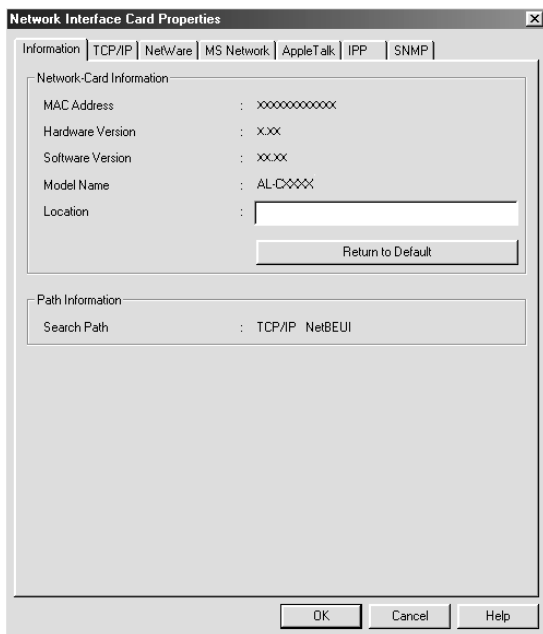 Network Interface Card Properties
Information TCP/IP NetWare MS Network AppleTalk IPP SNMP
Network-Card Information
MAC Address : XXXXXXXXXXXX
Hardware Version : X.XX
Software Version : XX.XX
Model Name : AL-CXXXX
Location :
Return to Default
Path Information
Search Path : TCP/IP NetBEUI
OK Cancel Help